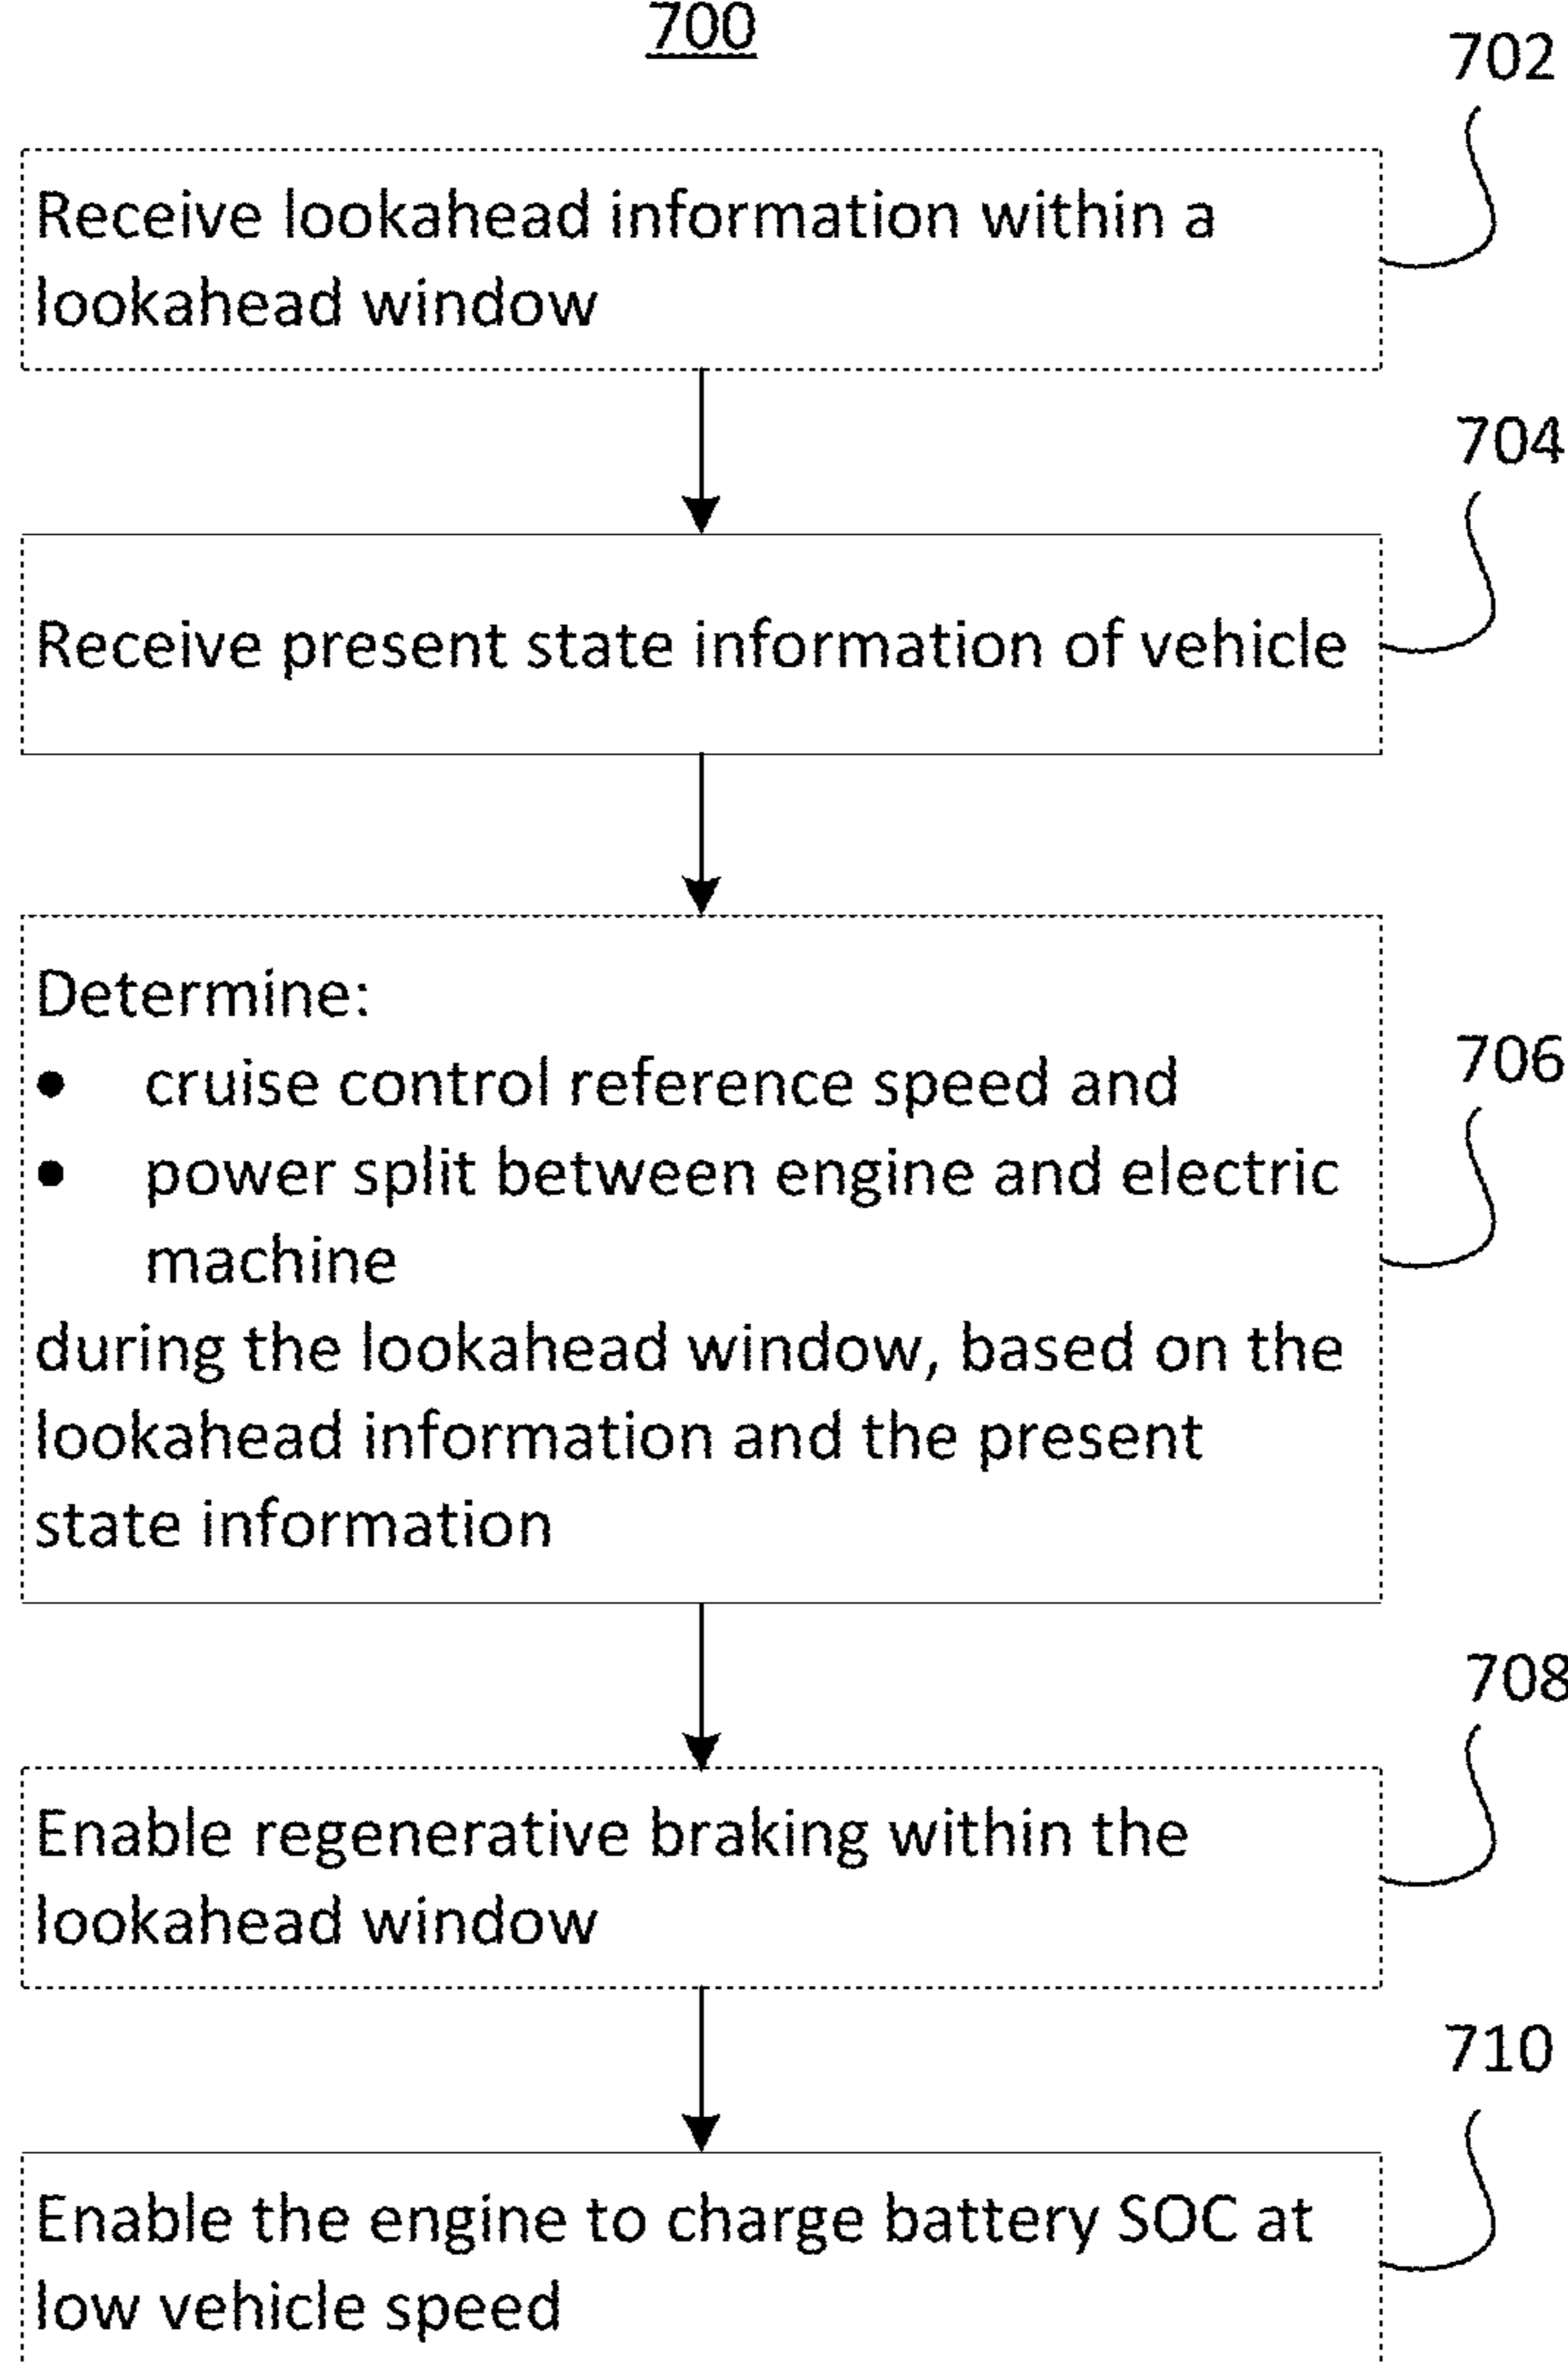 700
702
Receive lookahead information within a
lookahead window
704
Receive present state information of vehicle
Determine:
• cruise control reference speed and
706
• power split between engine and electric
machine
during the lookahead window, based on the
lookahead information and the present
state information
708
Enable regenerative braking within the
lookahead window
710
Enable the engine to charge battery SOC at
low vehicle speed